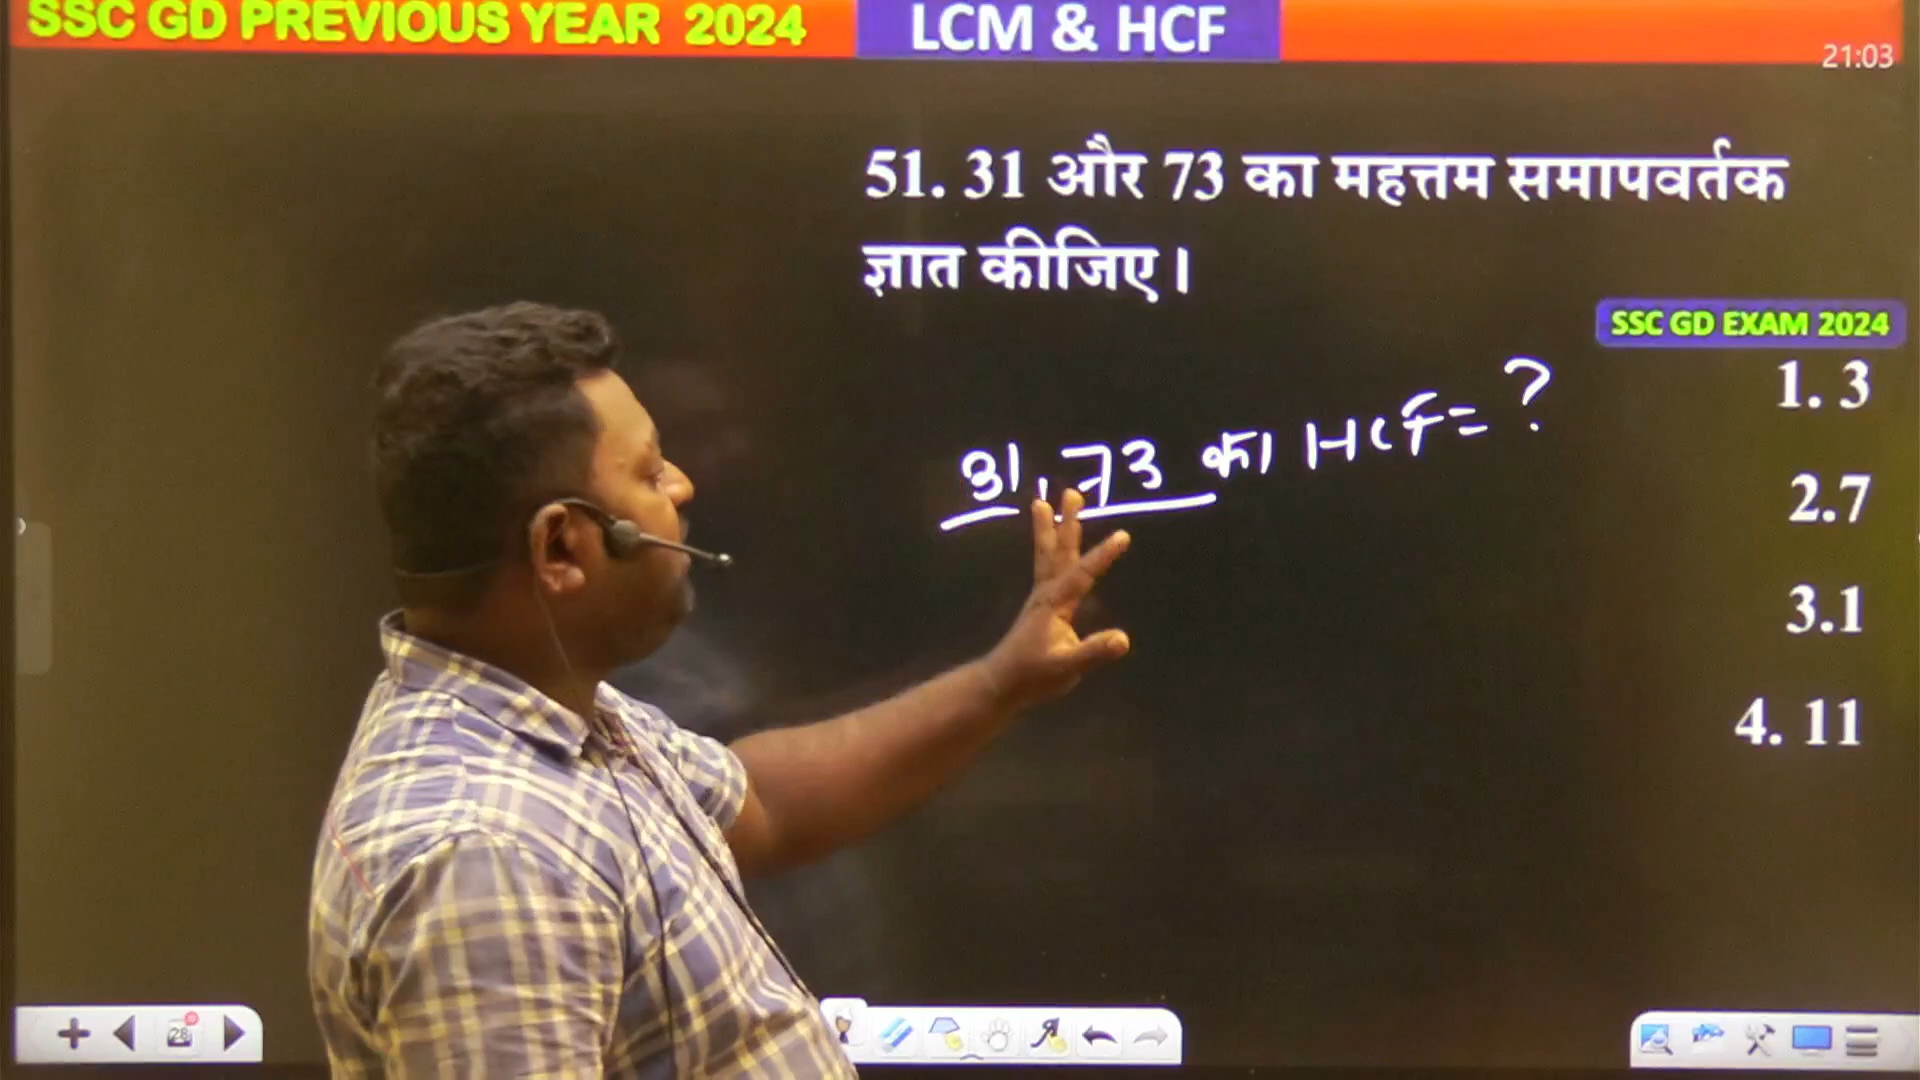 SSC GD PREVIOUS YEAR 2024
LCM & HCF
21:03
51. 31 और 73 का महत्तम समापवर्तक
ज्ञात कीजिए।
SSC GD EXAM 2024
31, 73 का HCF = ?
1. 3
2.7
3.1
4. 11
28